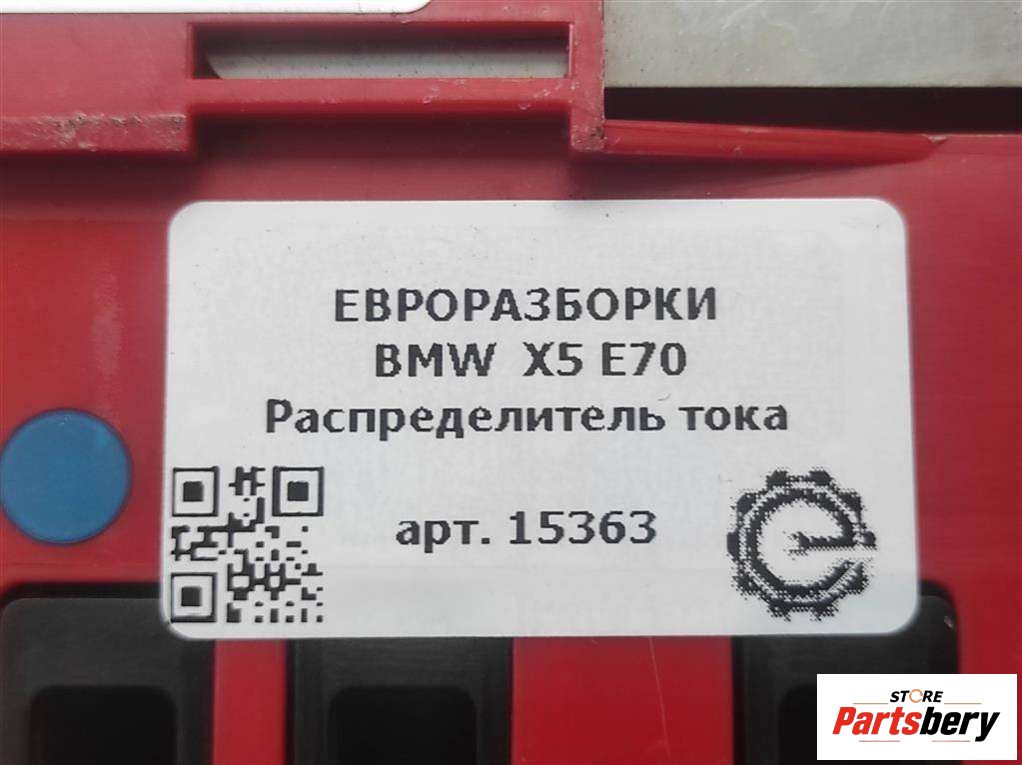 ЕВРОРАЗБОРКИ
BMW X5 E70
Распределитель тока
арт. 15363
STORE
Partsbery